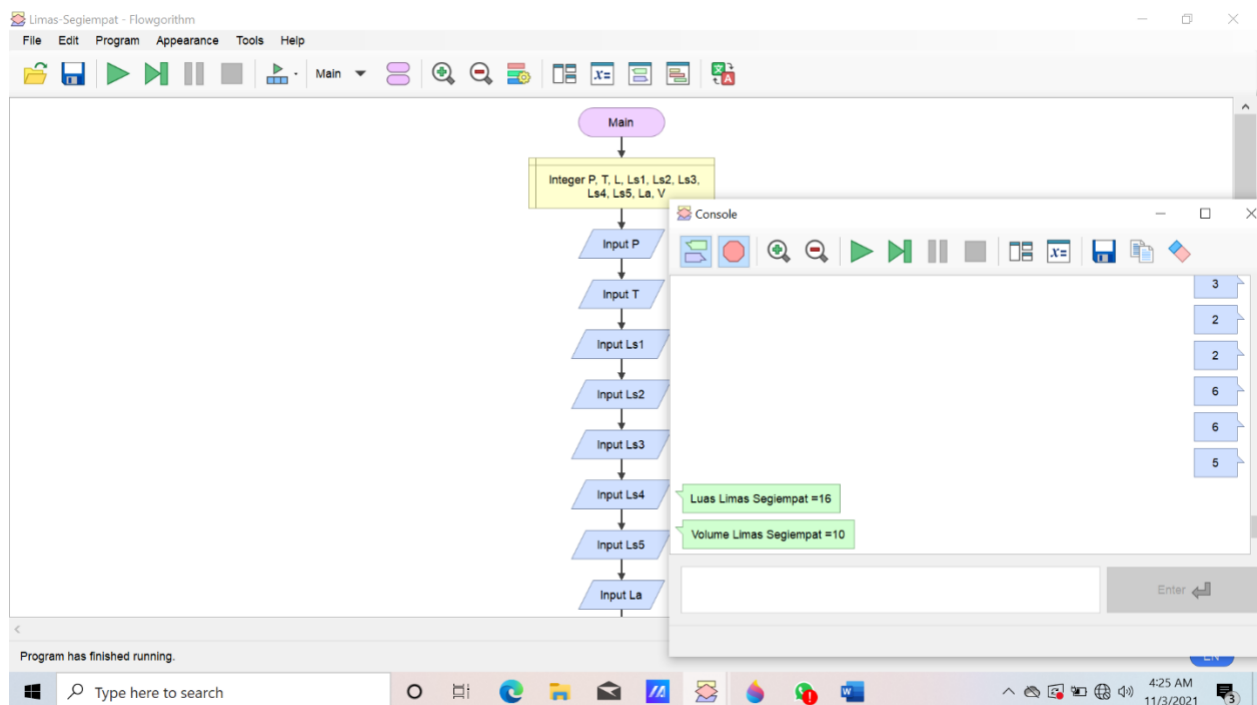 Limas-Segiempat - Flowgorithm
File Edit Program Appearance Tools Help
Main
Main
Integer P, T, L, Ls1, Ls2, Ls3,
Ls4, Ls5, La, V
Input P
Input T
Input Ls1
Input Ls2
Input Ls3
Input Ls4
Input Ls5
Input La
Console
3
2
2
6
6
5
Luas Limas Segiempat =16
Volume Limas Segiempat =10
Enter
Program has finished running.
EN
Type here to search
4:25 AM
11/3/2021
3